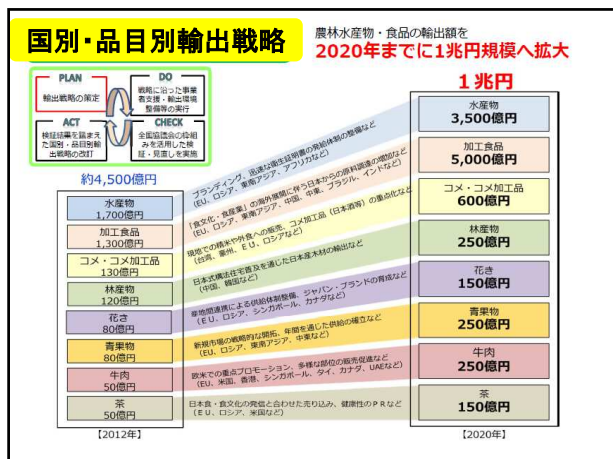 国別・品目別輸出戦略
農林水産物・食品の輸出額を
2020年までに1兆円規模へ拡大
PLAN
輸出戦略の策定
DO
戦略に沿った事業
者支援・輸出環境
整備等の実行
ACT
検証結果を踏まえ
た国別・品目別輸
出戦略の改訂
CHECK
全国協議会の枠組
みを活用した検
証・見直しを実施
約4,500億円
1兆円
水産物
1,700億円
ブランディング、迅速な衛生証明書の発給体制の整備など
(EU、ロシア、東南アジア、アフリカなど)
水産物
3,500億円
加工食品
1,300億円
「食文化・食産業」の海外展開に伴う日本からの原料調達の増加など
(EU、ロシア、東南アジア、中国、中東、ブラジル、インドなど)
加工食品
5,000億円
コメ・コメ加工品
130億円
現地での精米や外食への販売、コメ加工品(日本酒等)の重点化など
(台湾、豪州、EU、ロシアなど)
コメ・コメ加工品
600億円
林産物
120億円
日本式構法住宅普及を通じた日本産木材の輸出など
(中国、韓国など)
林産物
250億円
花き
80億円
産地間連携による供給体制整備、ジャパン・ブランドの育成など
(EU、ロシア、シンガポール、カナダなど)
花き
150億円
青果物
80億円
新規市場の戦略的な開拓、年間を通じた供給の確立など
(EU、ロシア、東南アジア、中東など)
青果物
250億円
牛肉
50億円
欧米での重点プロモーション、多様な部位の販売促進など
(EU、米国、香港、シンガポール、タイ、カナダ、UAEなど)
牛肉
250億円
茶
50億円
日本食・食文化の発信と合わせた売り込み、健康性のPRなど
(EU、ロシア、米国など)
茶
150億円
【2012年】
【2020年】